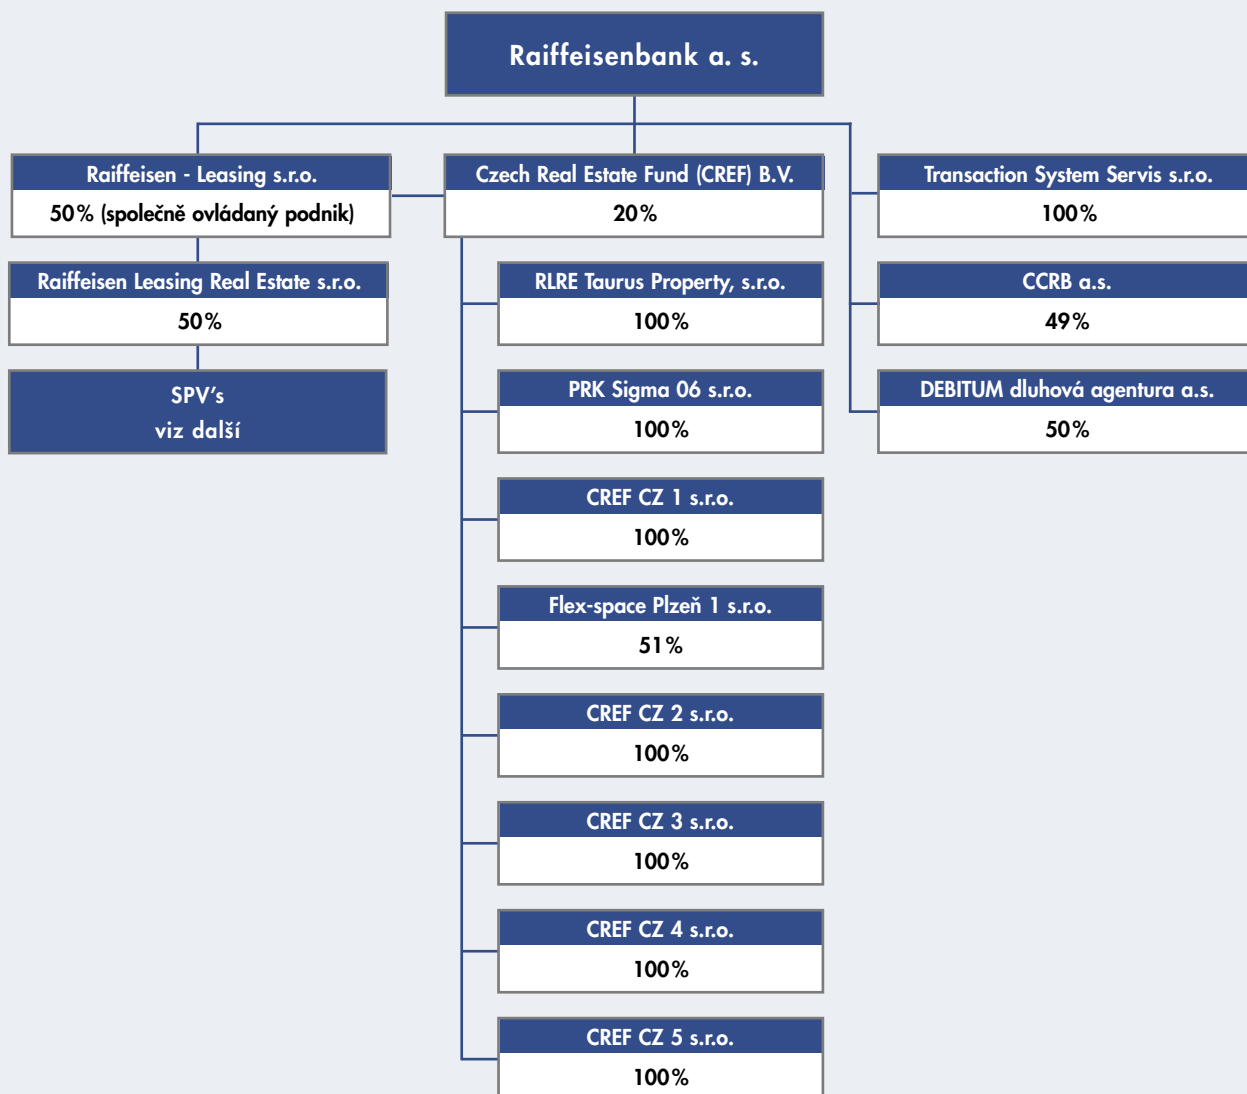 Raiffeisenbank a. s.
Raiffeisen - Leasing s.r.o.
50% (společně ovládaný podnik)
Raiffeisen Leasing Real Estate s.r.o.
50%
SPV's
viz další
Czech Real Estate Fund (CREF) B.V.
20%
RLRE Taurus Property, s.r.o.
100%
PRK Sigma 06 s.r.o.
100%
CREF CZ 1 s.r.o.
100%
Flex-space Plzeň 1 s.r.o.
51%
CREF CZ 2 s.r.o.
100%
CREF CZ 3 s.r.o.
100%
CREF CZ 4 s.r.o.
100%
CREF CZ 5 s.r.o.
100%
Transaction System Servis s.r.o.
100%
CCRB a.s.
49%
DEBITUM dluhová agentura a.s.
50%